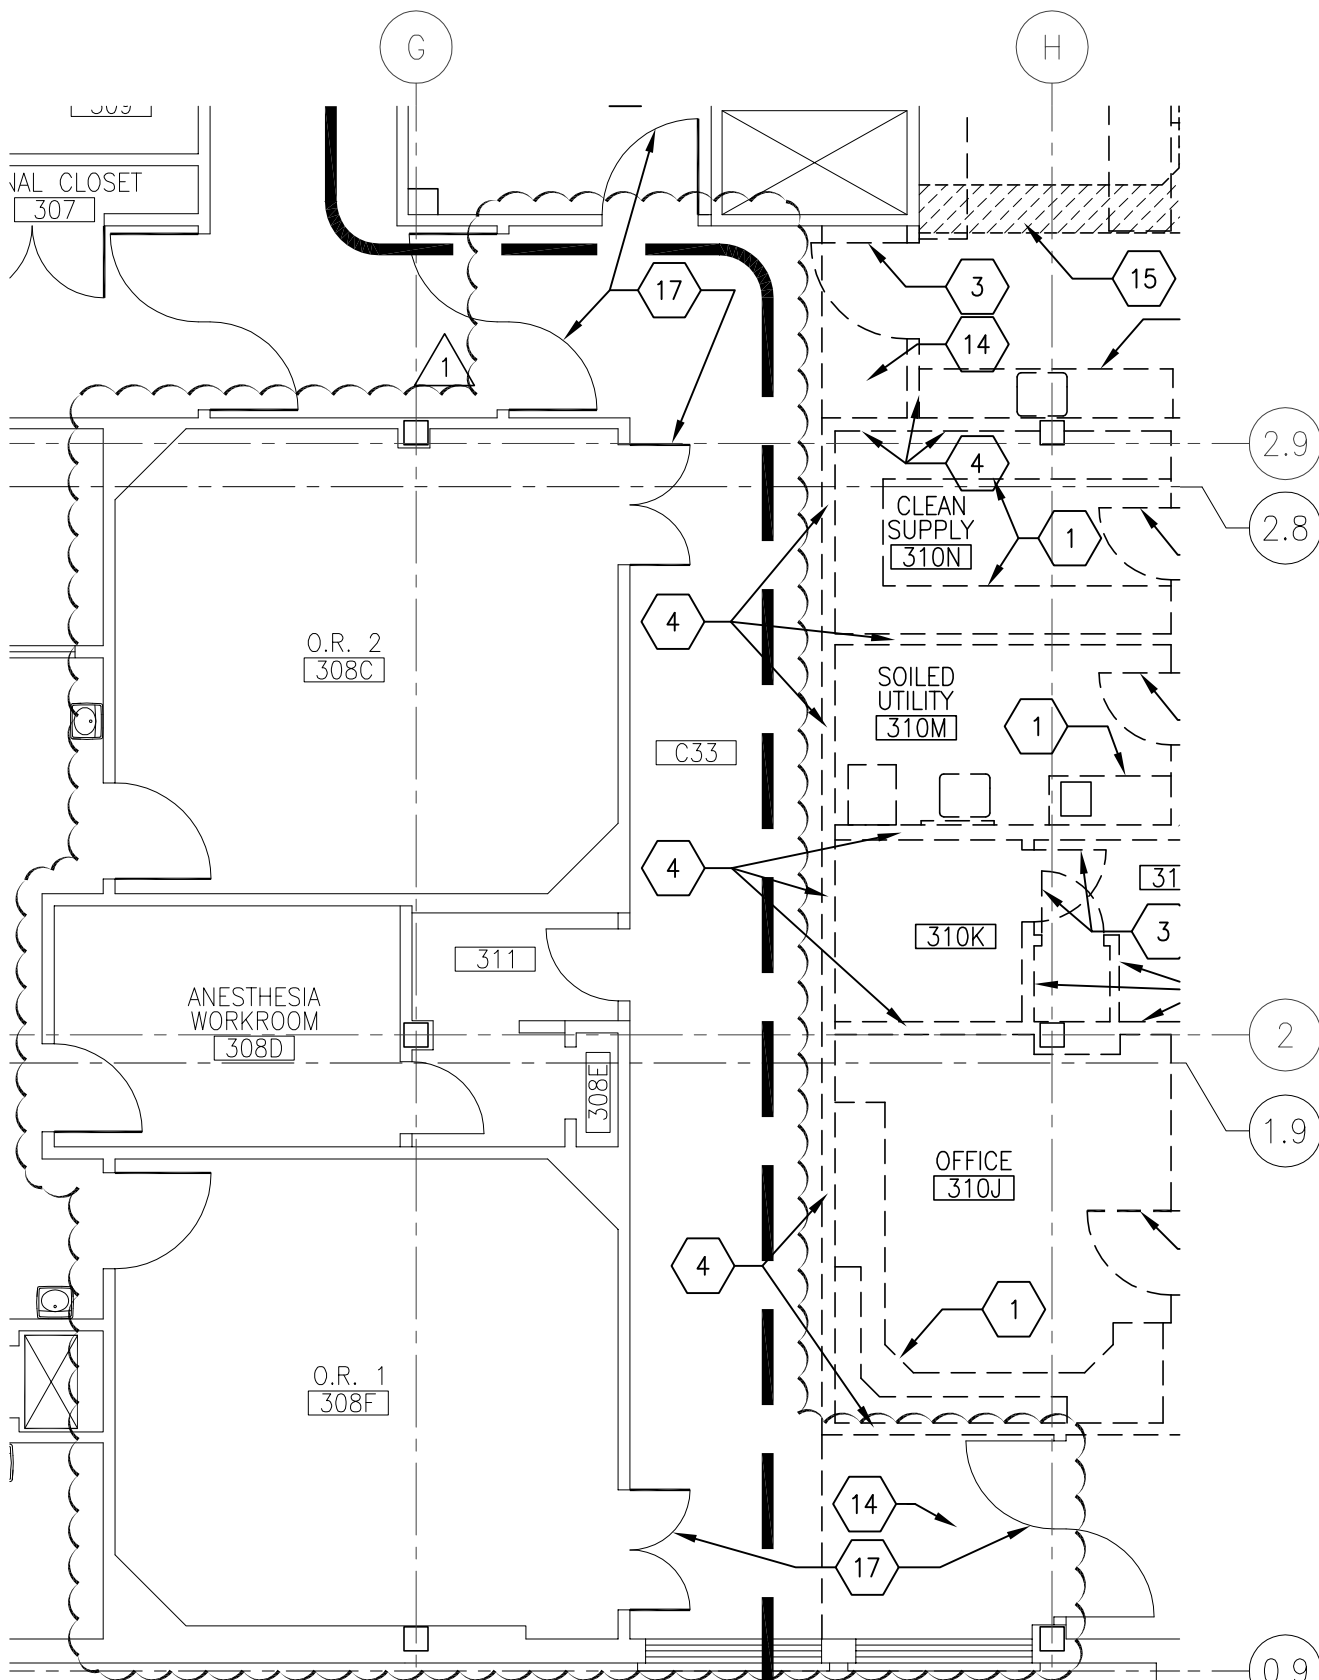 G
H
309
NAL CLOSET
307
17
3
15
14
1
2.9
4
CLEAN
SUPPLY
310N
1
2.8
4
O.R. 2
308C
SOILED
UTILITY
310M
1
C33
4
31
310K
3
311
ANESTHESIA
WORKROOM
308D
308E
2
1.9
OFFICE
310J
4
1
O.R. 1
308F
14
17
0.9